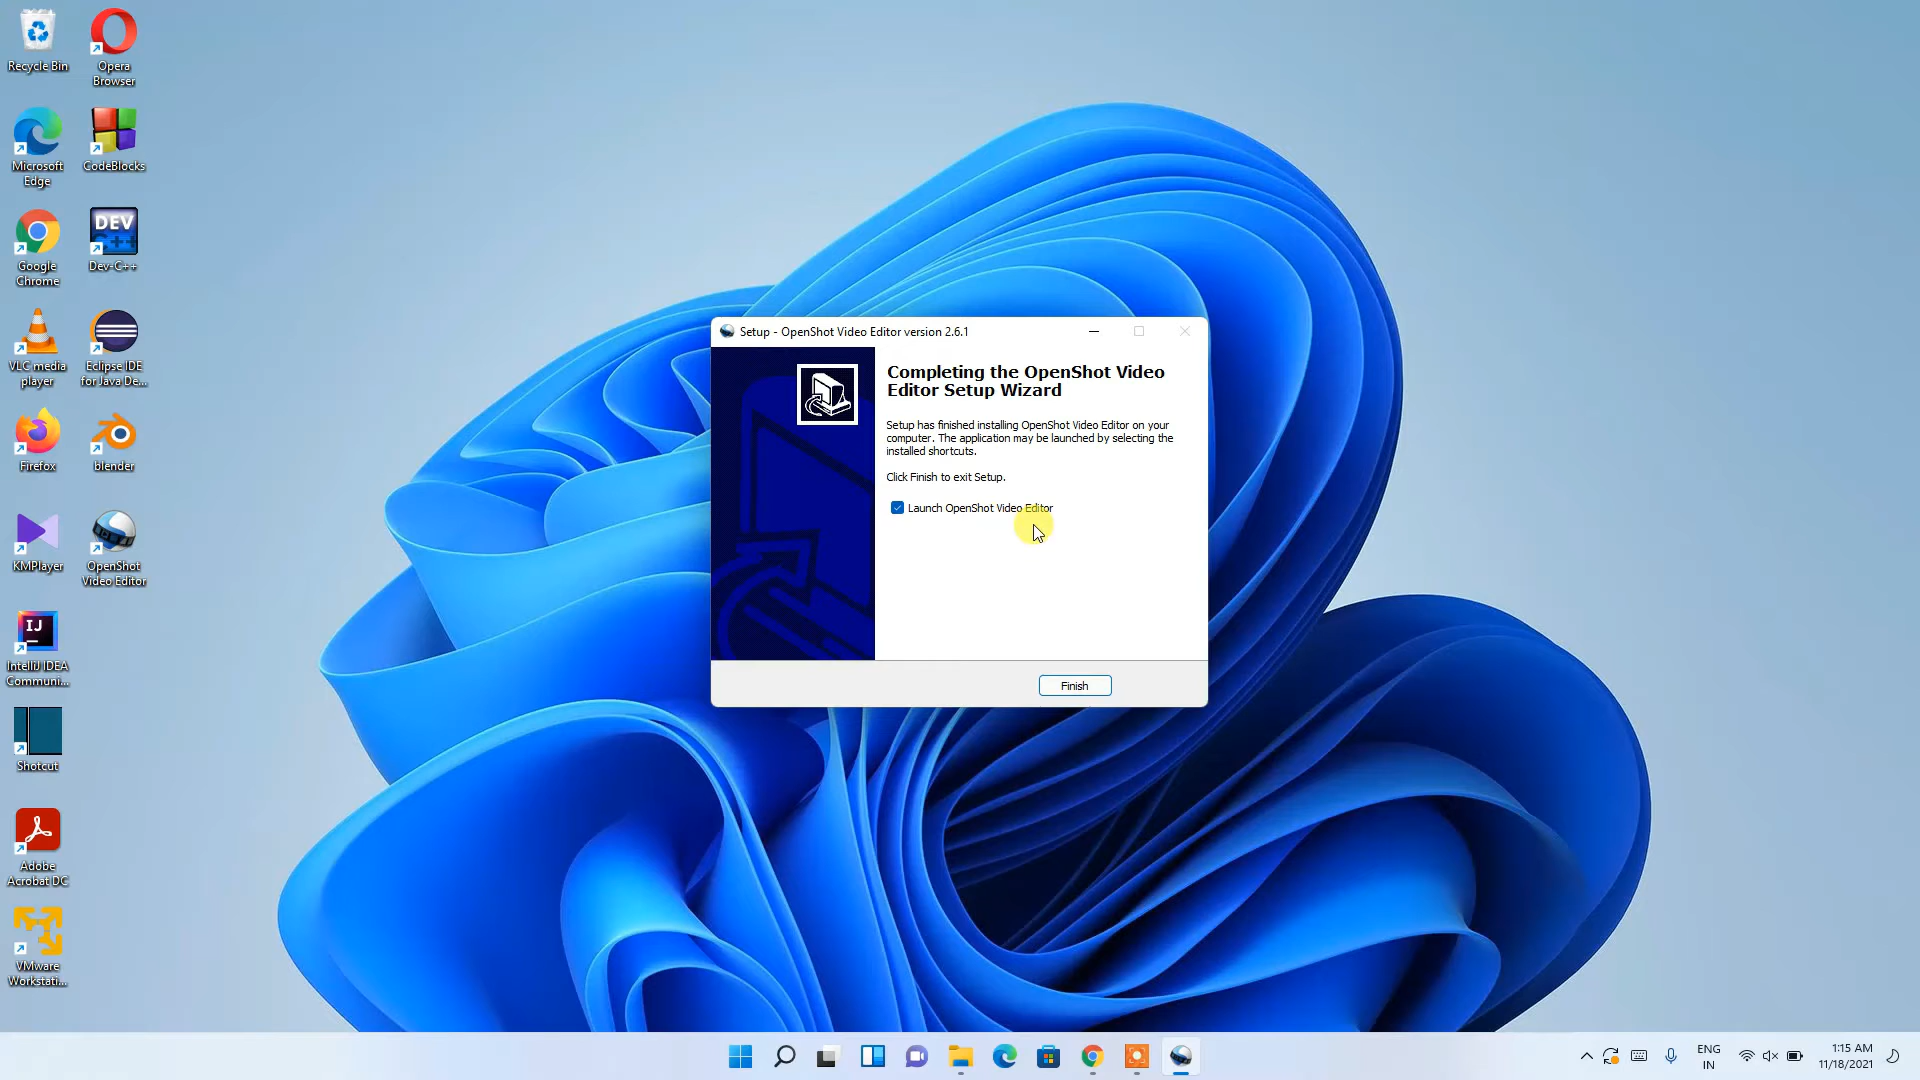 Recycle Bin
Opera
Browser
Microsoft
Edge
CodeBlocks
Google
Chrome
DEV
C++
Dev-C++
VLC media
player
Eclipse IDE
for Java De...
Firefox
blender
KMPlayer
OpenShot
Video Editor
IJ
IntelliJ IDEA
Communi...
Shotcut
Adobe
Acrobat DC
VMware
Workstati...
Setup - OpenShot Video Editor version 2.6.1
Completing the OpenShot Video
Editor Setup Wizard
Setup has finished installing OpenShot Video Editor on your
computer. The application may be launched by selecting the
installed shortcuts.
Click Finish to exit Setup.
Launch OpenShot Video Editor
Finish
ENG
IN
1:15 AM
11/18/2021